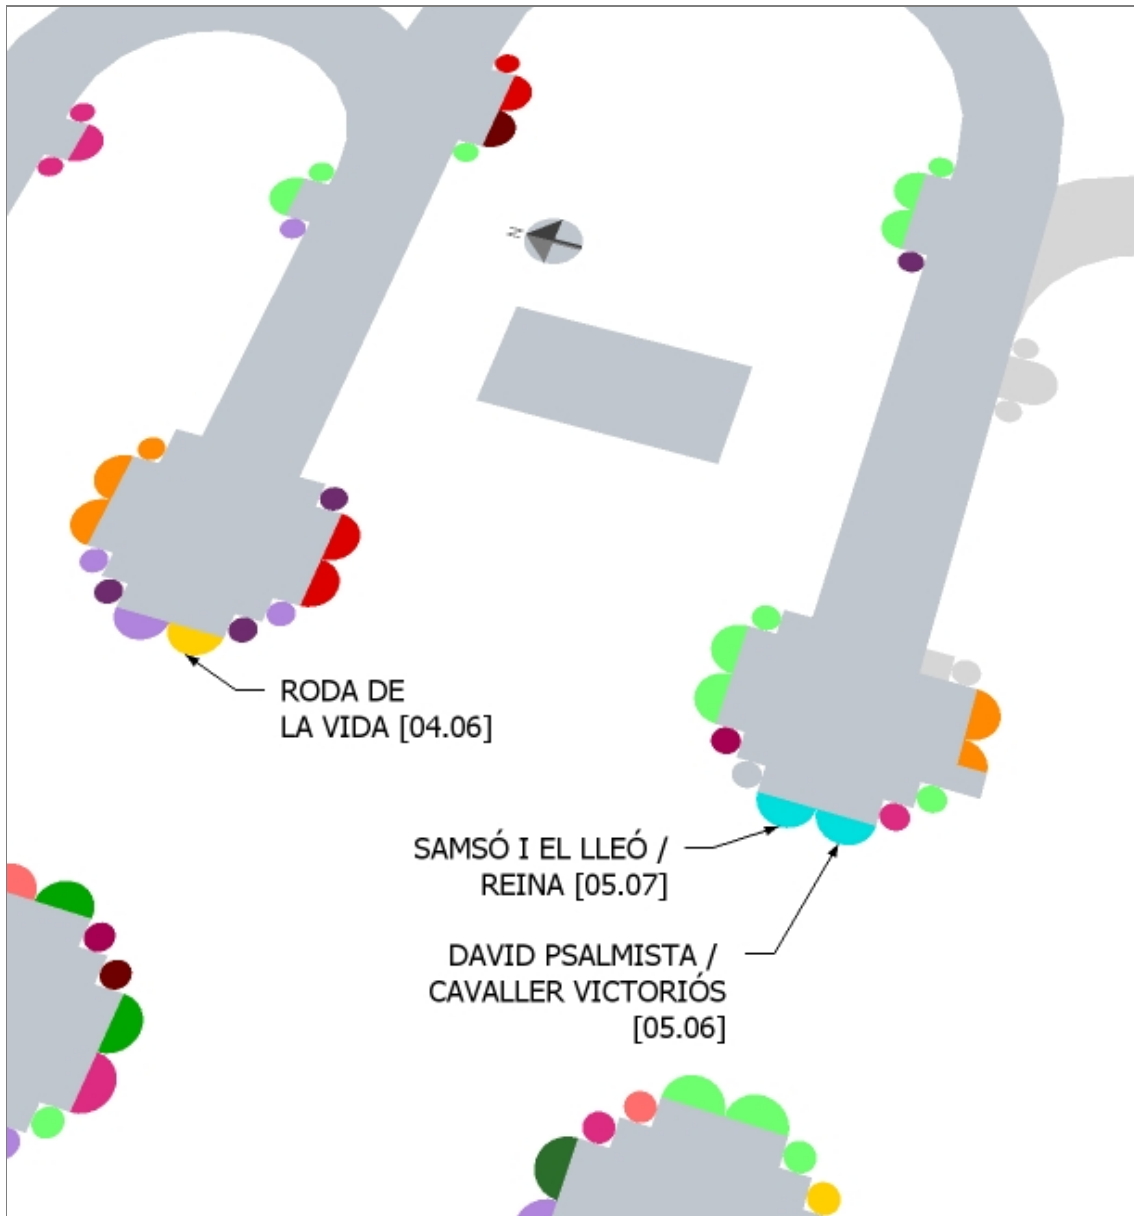 N
RODA DE
LA VIDA [04.06]
SAMSÓ I EL LLEÓ /
REINA [05.07]
DAVID PSALMISTA /
CAVALLER VICTORIÓS
[05.06]